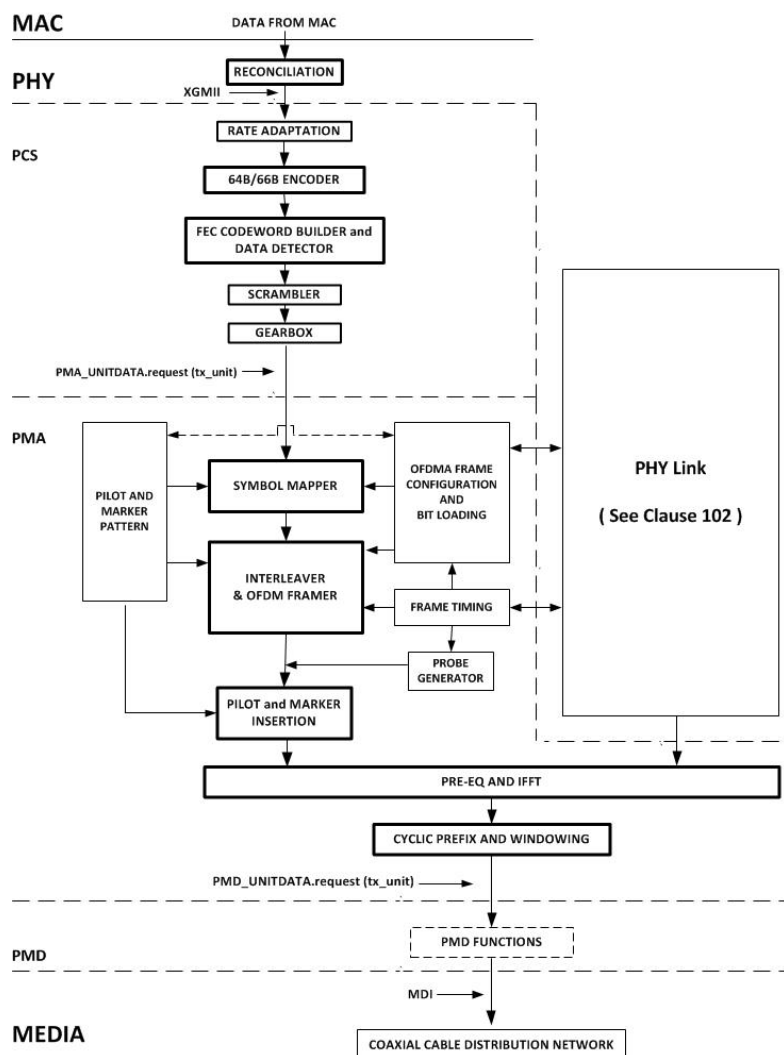 MAC
DATA FROM MAC
RECONCILIATION
PHY
XGMII
RATE ADAPTATION
PCS
64B/66B ENCODER
FEC CODEWORD BUILDER and
DATA DETECTOR
SCRAMBLER
GEARBOX
PMA_UNITDATA.request (tx_unit)
PMA
PILOT AND
MARKER
PATTERN
SYMBOL MAPPER
OFDMA FRAME
CONFIGURATION
AND
BIT LOADING
PHY Link
( See Clause 102 )
INTERLEAVER
& OFDM FRAMER
FRAME TIMING
PROBE
GENERATOR
PILOT and MARKER
INSERTION
PRE-EQ AND IFFT
CYCLIC PREFIX AND WINDOWING
PMD_UNITDATA.request (tx_unit)
PMD FUNCTIONS
PMD
MDI
MEDIA
COAXIAL CABLE DISTRIBUTION NETWORK